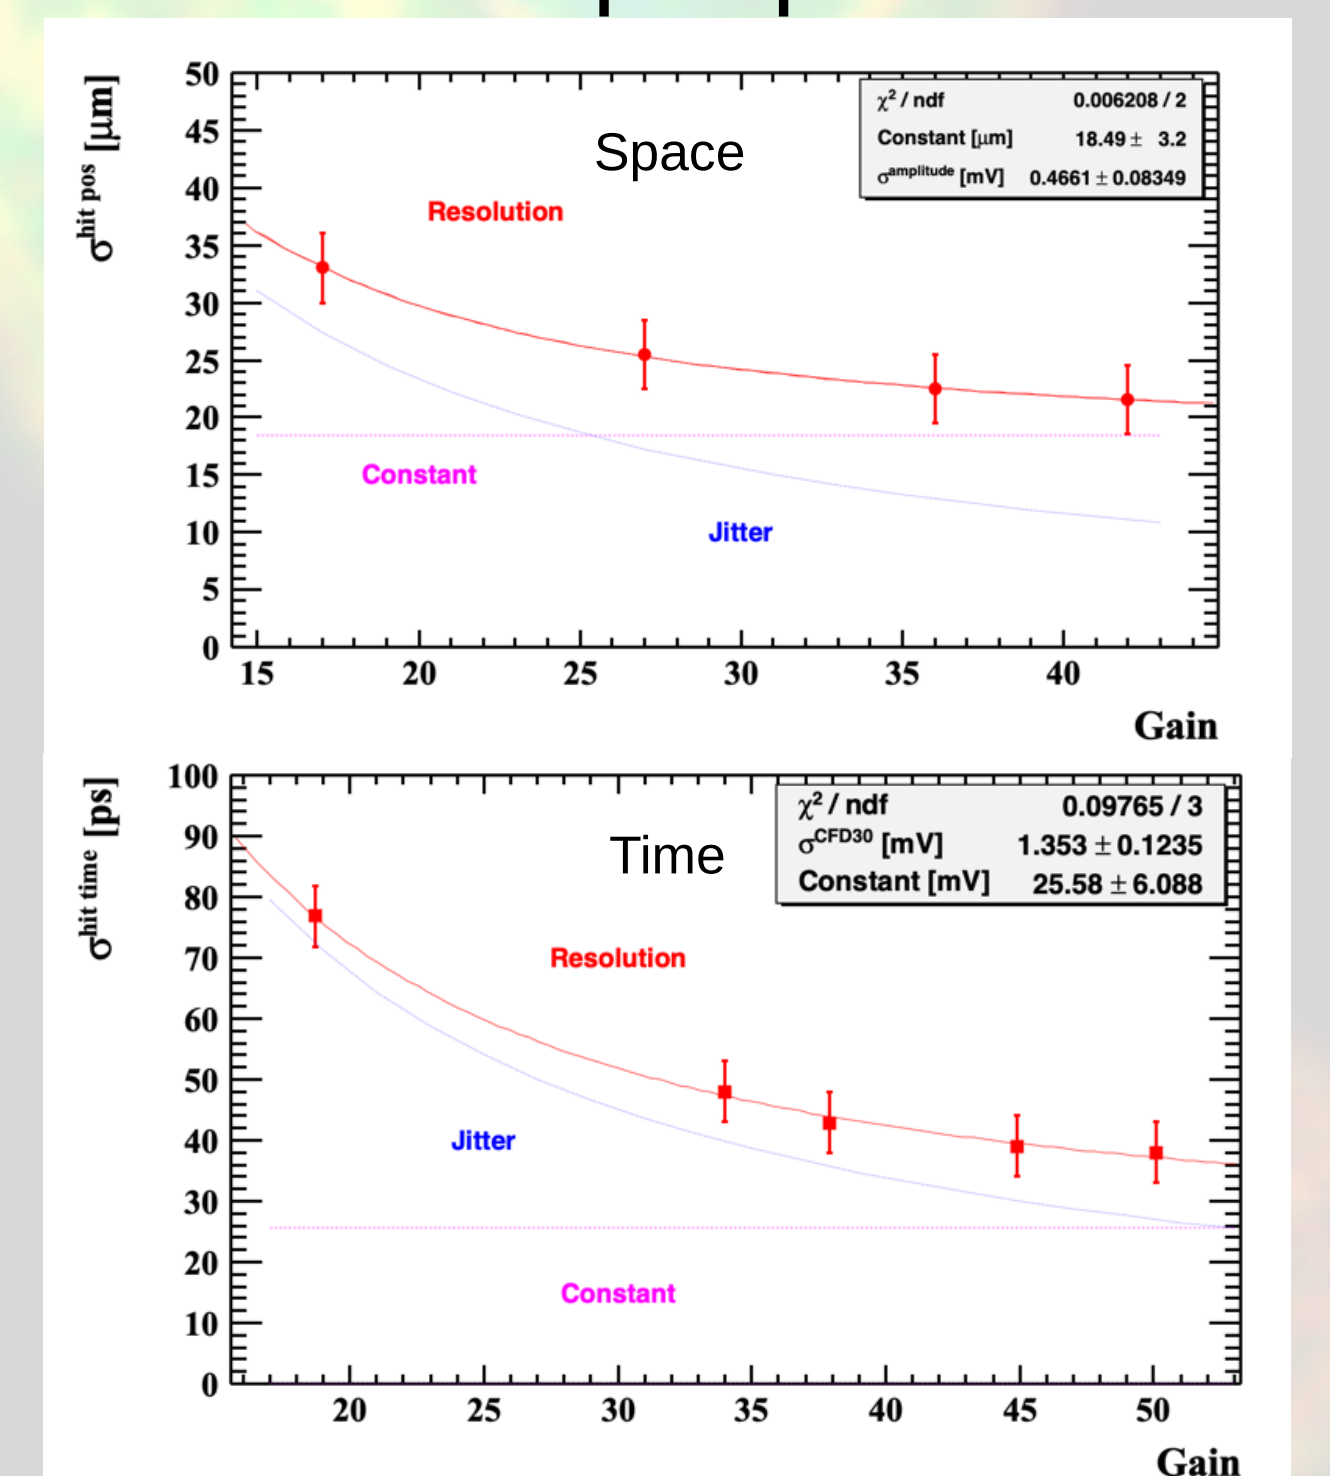 50
σhit pos [μm]
45
40
35
30
25
20
15
10
5
0
Space
χ2 / ndf 0.006208 / 2
Constant [μm] 18.49 ± 3.2
σamplitude [mV] 0.4661 ± 0.08349
Resolution
Constant
Jitter
15 20 25 30 35 40
Gain
100
σhit time [ps]
90
80
70
60
50
40
30
20
10
0
Time
χ2 / ndf 0.09765 / 3
σCFD30 [mV] 1.353 ± 0.1235
Constant [mV] 25.58 ± 6.088
Resolution
Jitter
Constant
20 25 30 35 40 45 50
Gain